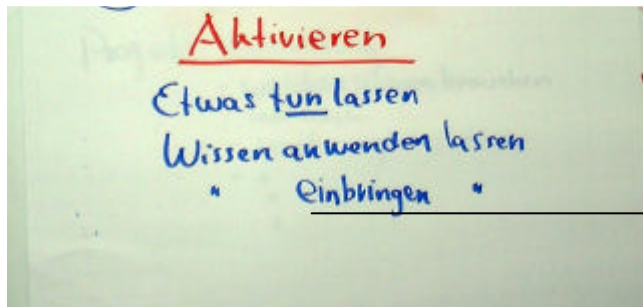 Aktivieren
Etwas tun lassen
Wissen anwenden lassen
" einbringen "